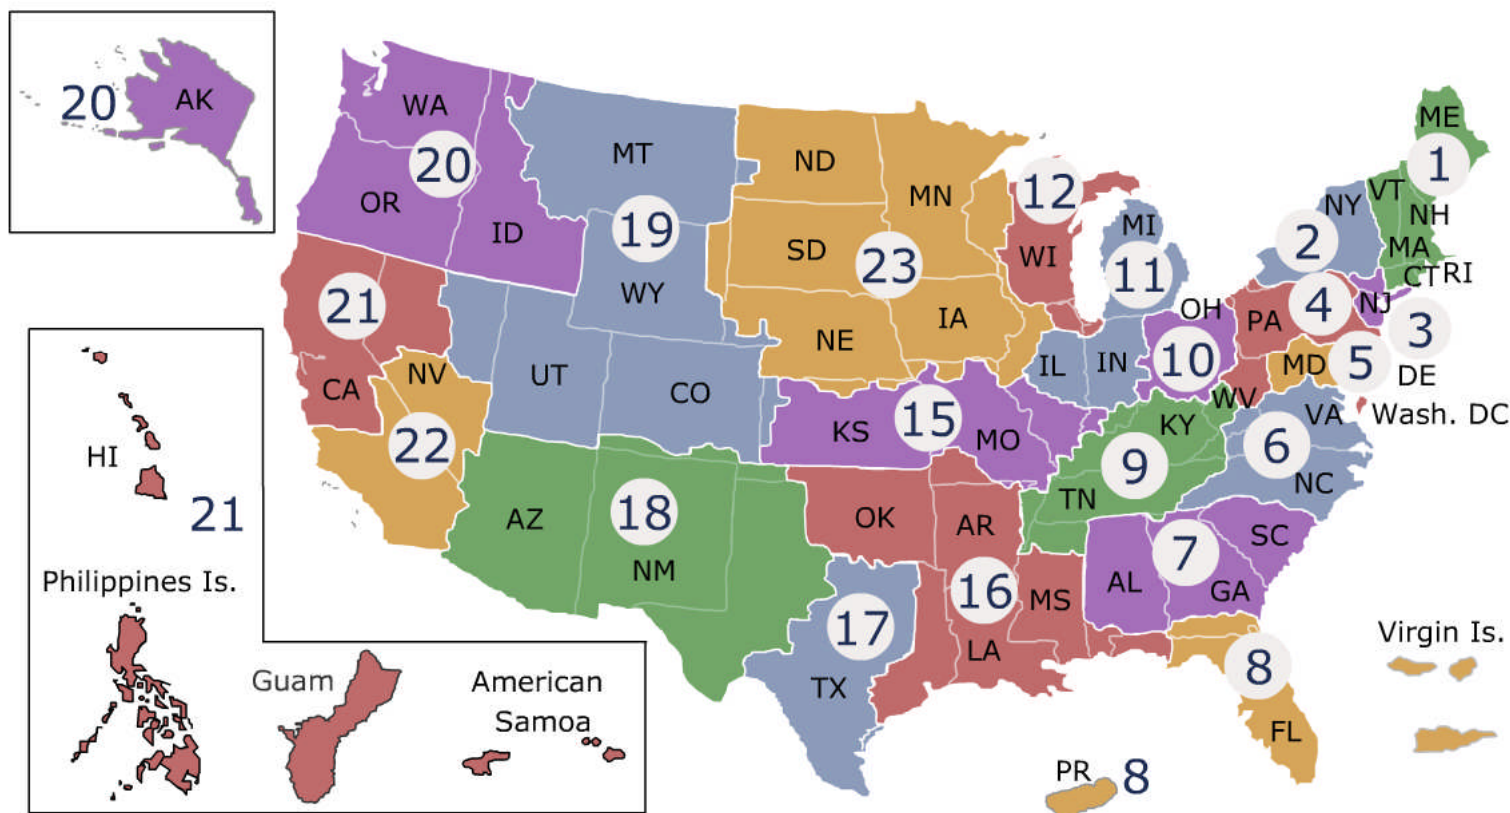 20
AK
WA
20
OR
ID
MT
19
WY
ND
MN
SD
23
NE
IA
12
WI
MI
11
ME
1
VT
NY
NH
2
MA
CT
RI
NJ
4
3
PA
OH
10
5
MD
DE
WV
Wash. DC
VA
6
NC
21
CA
NV
22
UT
CO
IL
IN
KS
15
MO
KY
9
TN
AZ
18
NM
OK
AR
16
MS
LA
17
TX
AL
7
GA
SC
8
FL
PR
8
Virgin Is.
HI
21
Philippines Is.
Guam
American
Samoa